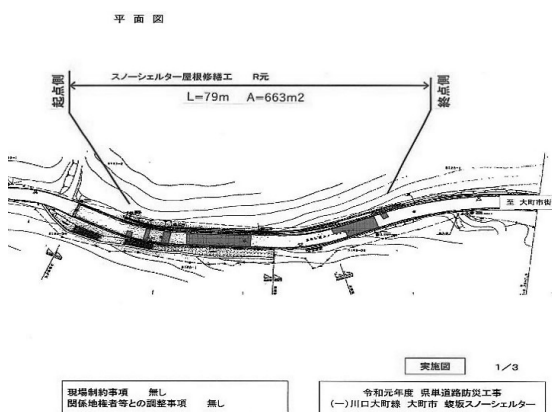 平 面 図
スノーシェルター屋根修繕工 R元
L=79m A=663m2
起点側
終点側
至 大町市街
実施図 1/3
現場制約事項 無し
関係地権者等との調整事項 無し
令和元年度 県単道路防災工事
(一)川口大町線 大町市 蝮坂スノーシェルター